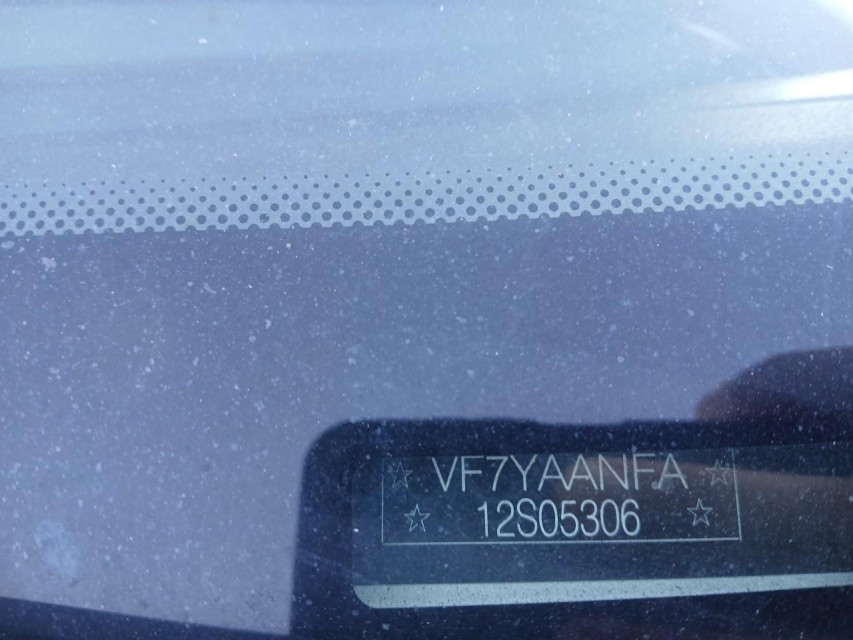 ☆ VF7YAANFA ☆
☆ 12S05306 ☆